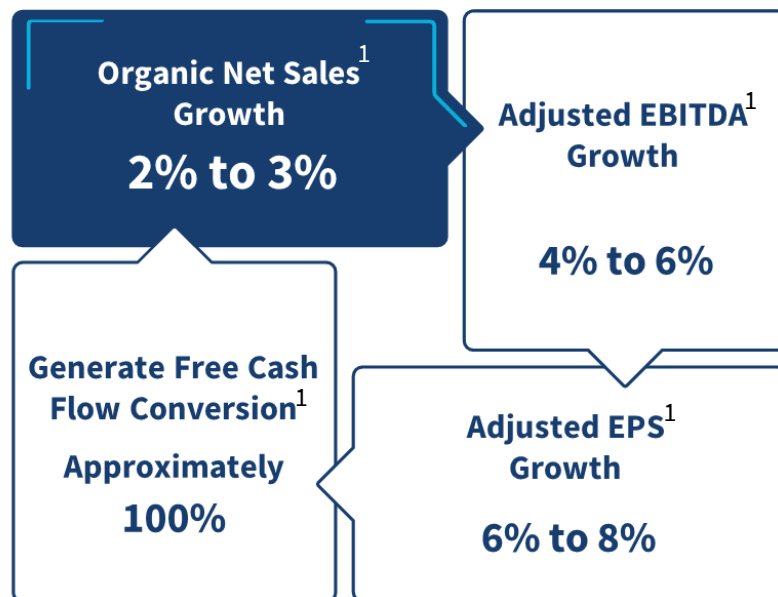 Organic Net Sales1
Growth
2% to 3%
Adjusted EBITDA1
Growth
4% to 6%
Adjusted EPS1
Growth
6% to 8%
Generate Free Cash
Flow Conversion1
Approximately
100%